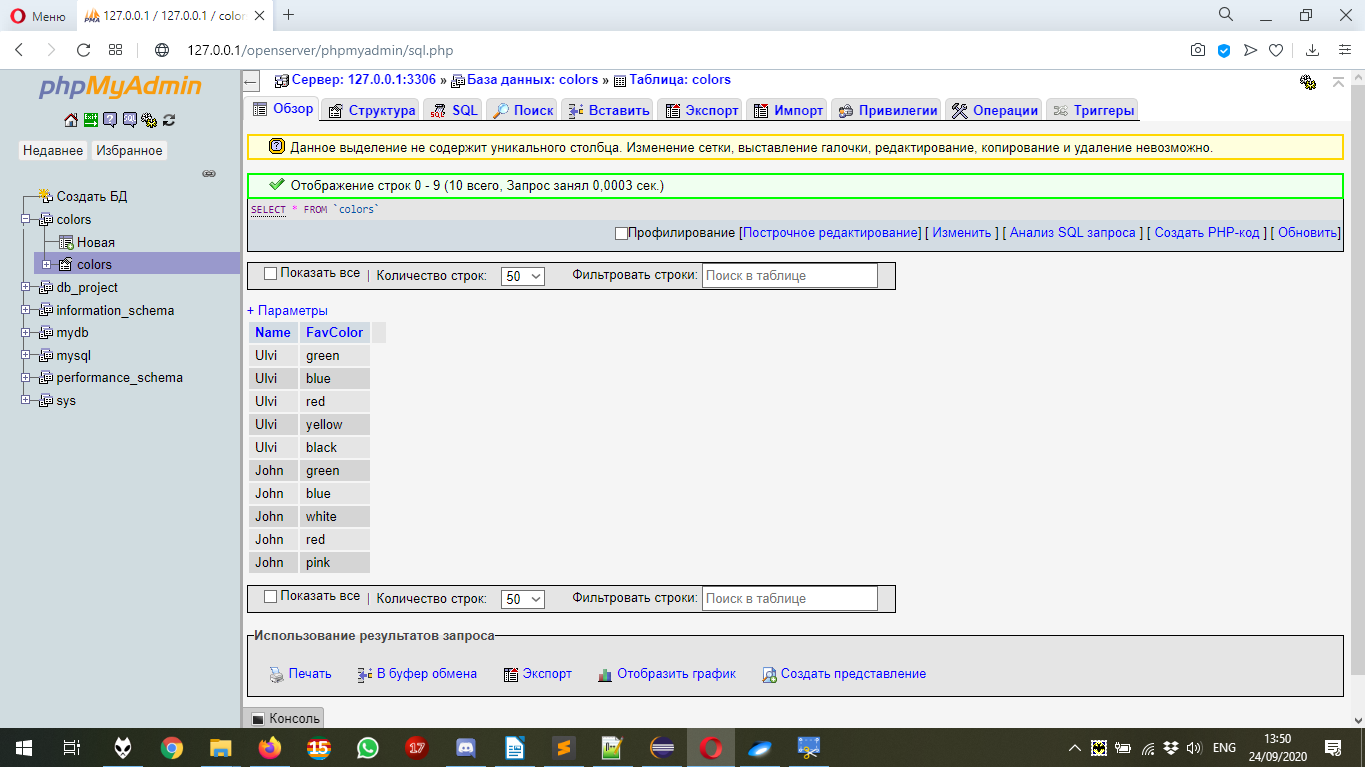 Меню
127.0.0.1 / 127.0.0.1 / color
127.0.0.1/openserver/phpmyadmin/sql.php
phpMyAdmin
Недавнее Избранное
Создать БД
colors
Новая
colors
db_project
information_schema
mydb
mysql
performance_schema
sys
Сервер: 127.0.0.1:3306 » База данных: colors » Таблица: colors
Обзор Структура SQL Поиск Вставить Экспорт Импорт Привилегии Операции Триггеры
Данное выделение не содержит уникального столбца. Изменение сетки, выставление галочки, редактирование, копирование и удаление невозможно.
Отображение строк 0 - 9 (10 всего, Запрос занял 0,0003 сек.)
SELECT * FROM `colors`
Профилирование [Построчное редактирование] [ Изменить ] [ Анализ SQL запроса ] [ Создать PHP-код ] [ Обновить]
Показать все | Количество строк: 50 Фильтровать строки: Поиск в таблице
+ Параметры
Name FavColor
Ulvi green
Ulvi blue
Ulvi red
Ulvi yellow
Ulvi black
John green
John blue
John white
John red
John pink
Показать все | Количество строк: 50 Фильтровать строки: Поиск в таблице
Использование результатов запроса
Печать В буфер обмена Экспорт Отобразить график Создать представление
Консоль
15 17 ENG 13:50
24/09/2020